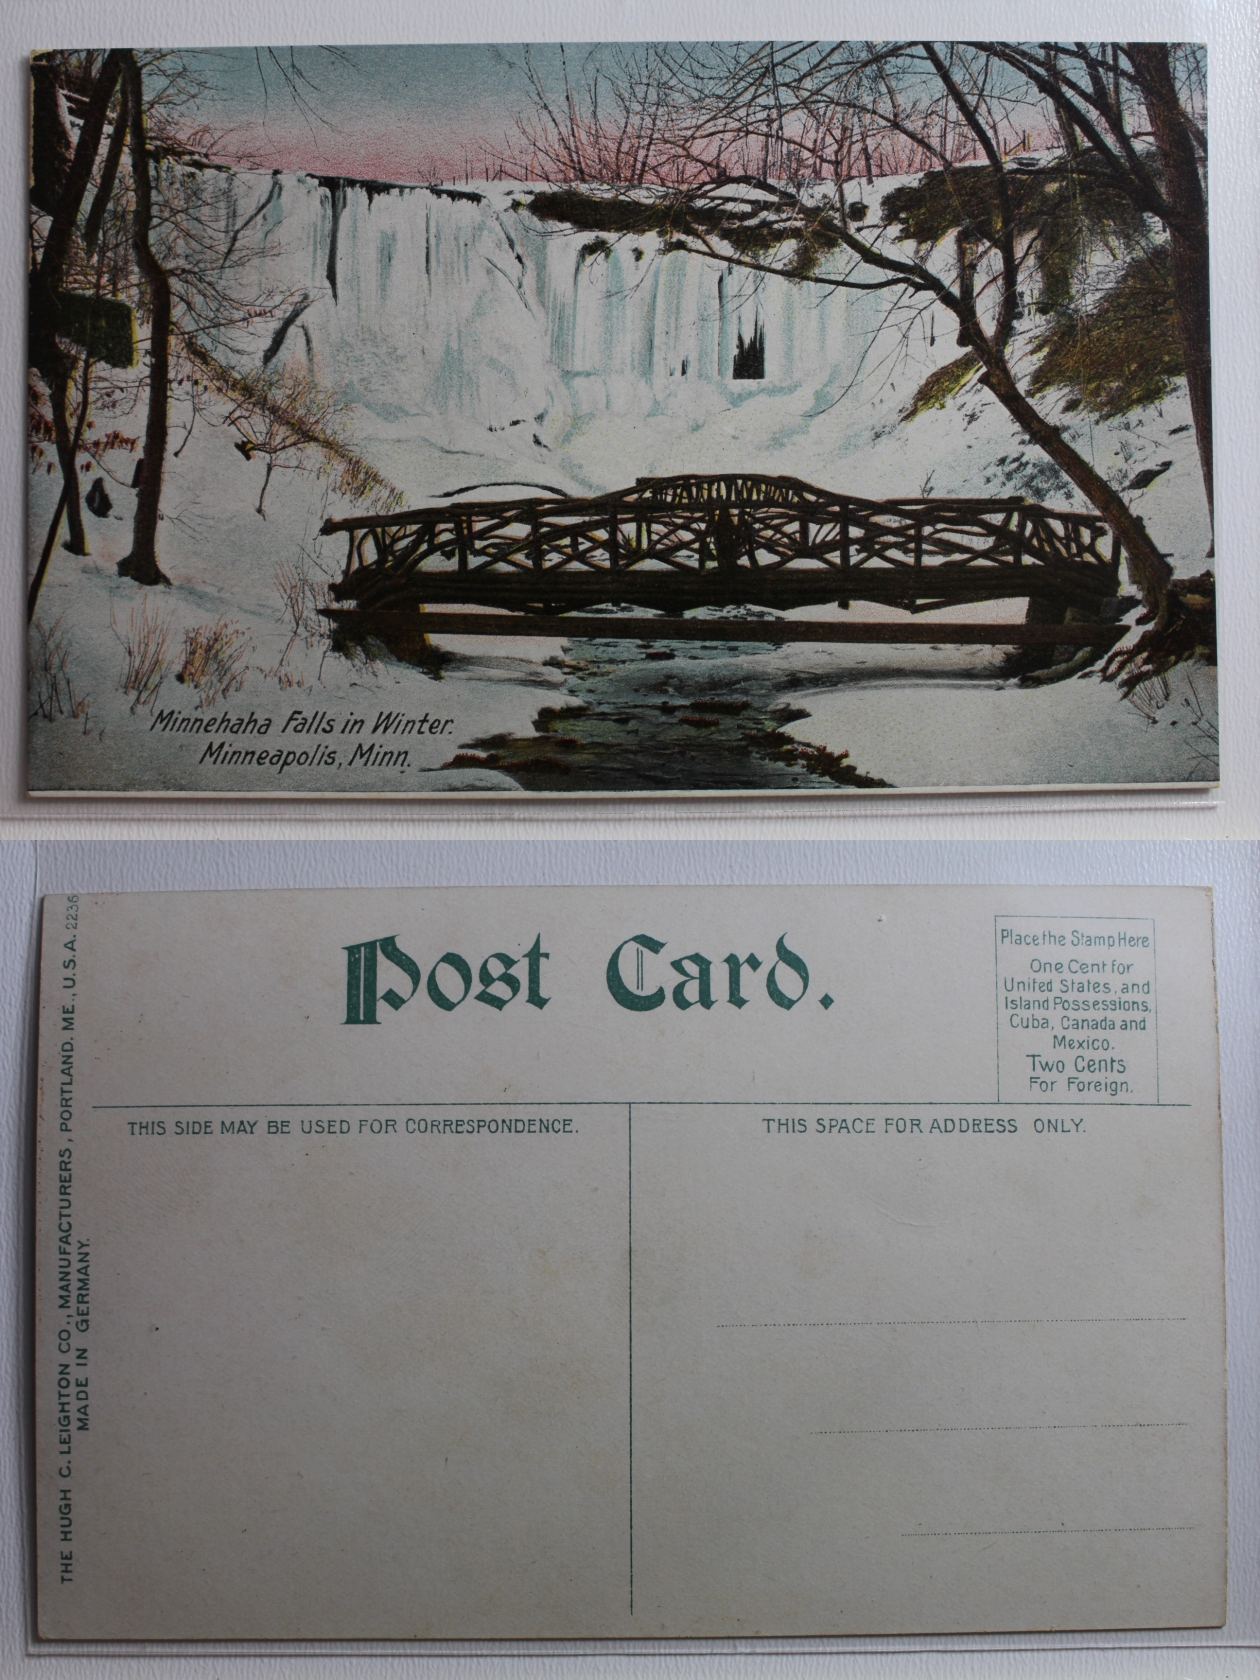 Minnehaha Falls in Winter.
Minneapolis, Minn.
Post Card.
Place the Stamp Here
One Cent for
United States, and
Island Possessions,
Cuba, Canada and
Mexico.
Two Cents
For Foreign.
THIS SIDE MAY BE USED FOR CORRESPONDENCE.
THIS SPACE FOR ADDRESS ONLY.
THE HUGH C. LEIGHTON CO., MANUFACTURERS, PORTLAND. ME., U.S.A. 2236
MADE IN GERMANY.